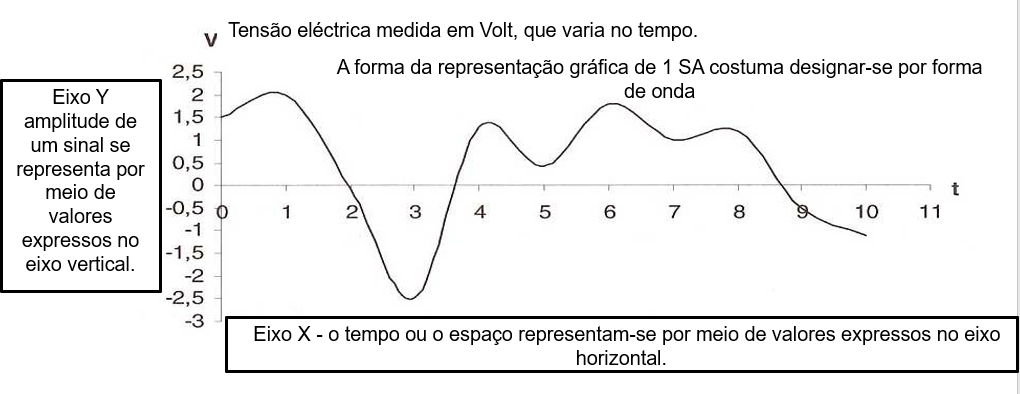 V
Tensão eléctrica medida em Volt, que varia no tempo.
A forma da representação gráfica de 1 SA costuma designar-se por forma
de onda
Eixo Y
amplitude de
um sinal se
representa por
meio de
valores
expressos no
eixo vertical.
2,5
2
1,5
1
0,5
0
-0,5
-1
-1,5
-2
-2,5
-3
0 1 2 3 4 5 6 7 8 9 10 11
t
Eixo X - o tempo ou o espaço representam-se por meio de valores expressos no eixo
horizontal.